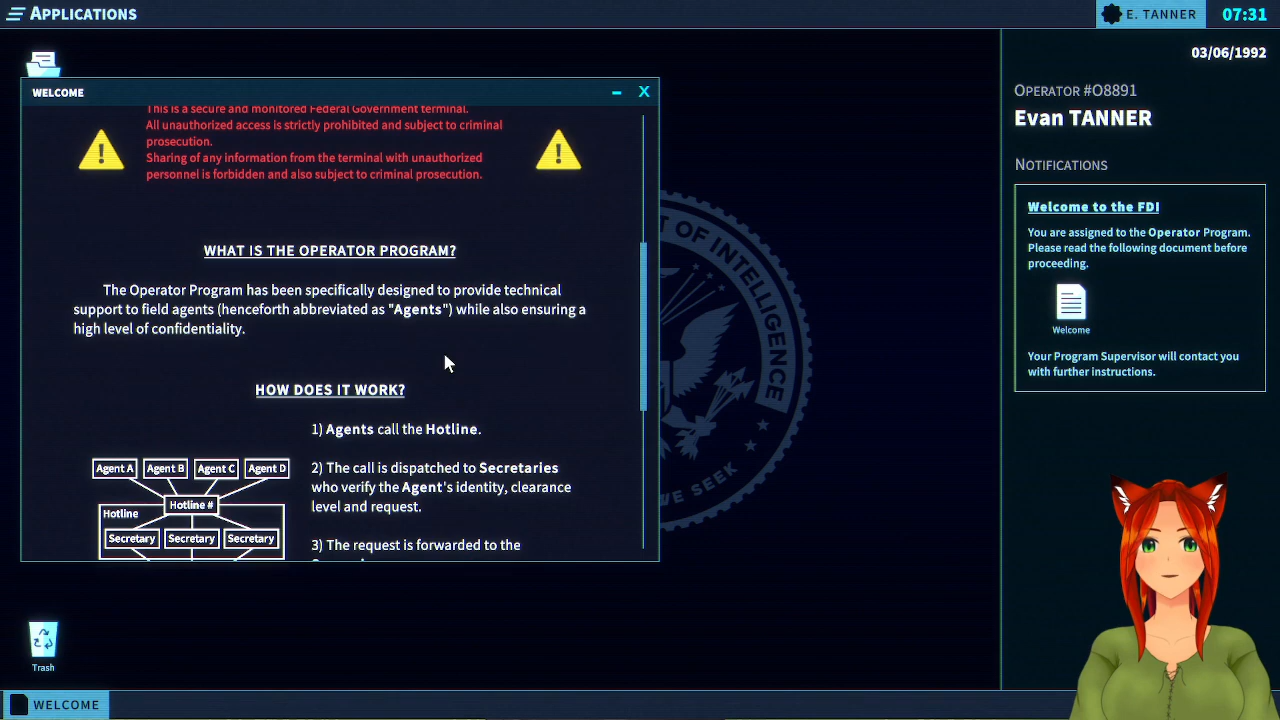 APPLICATIONS
E. TANNER
07:31
WELCOME
This is a secure and monitored Federal Government terminal.
All unauthorized access is strictly prohibited and subject to criminal
prosecution.
Sharing of any information from the terminal with unauthorized
personnel is forbidden and also subject to criminal prosecution.
WHAT IS THE OPERATOR PROGRAM?
The Operator Program has been specifically designed to provide technical
support to field agents (henceforth abbreviated as "Agents") while also ensuring a
high level of confidentiality.
HOW DOES IT WORK?
1) Agents call the Hotline.
2) The call is dispatched to Secretaries
who verify the Agent's identity, clearance
level and request.
3) The request is forwarded to the
Agent A
Agent B
Agent C
Agent D
Hotline #
Hotline
Secretary
Secretary
Secretary
OF INTELLIGENCE
WE SEEK
03/06/1992
OPERATOR #O8891
Evan TANNER
NOTIFICATIONS
Welcome to the FDI
You are assigned to the Operator Program.
Please read the following document before
proceeding.
Welcome
Your Program Supervisor will contact you
with further instructions.
Trash
WELCOME